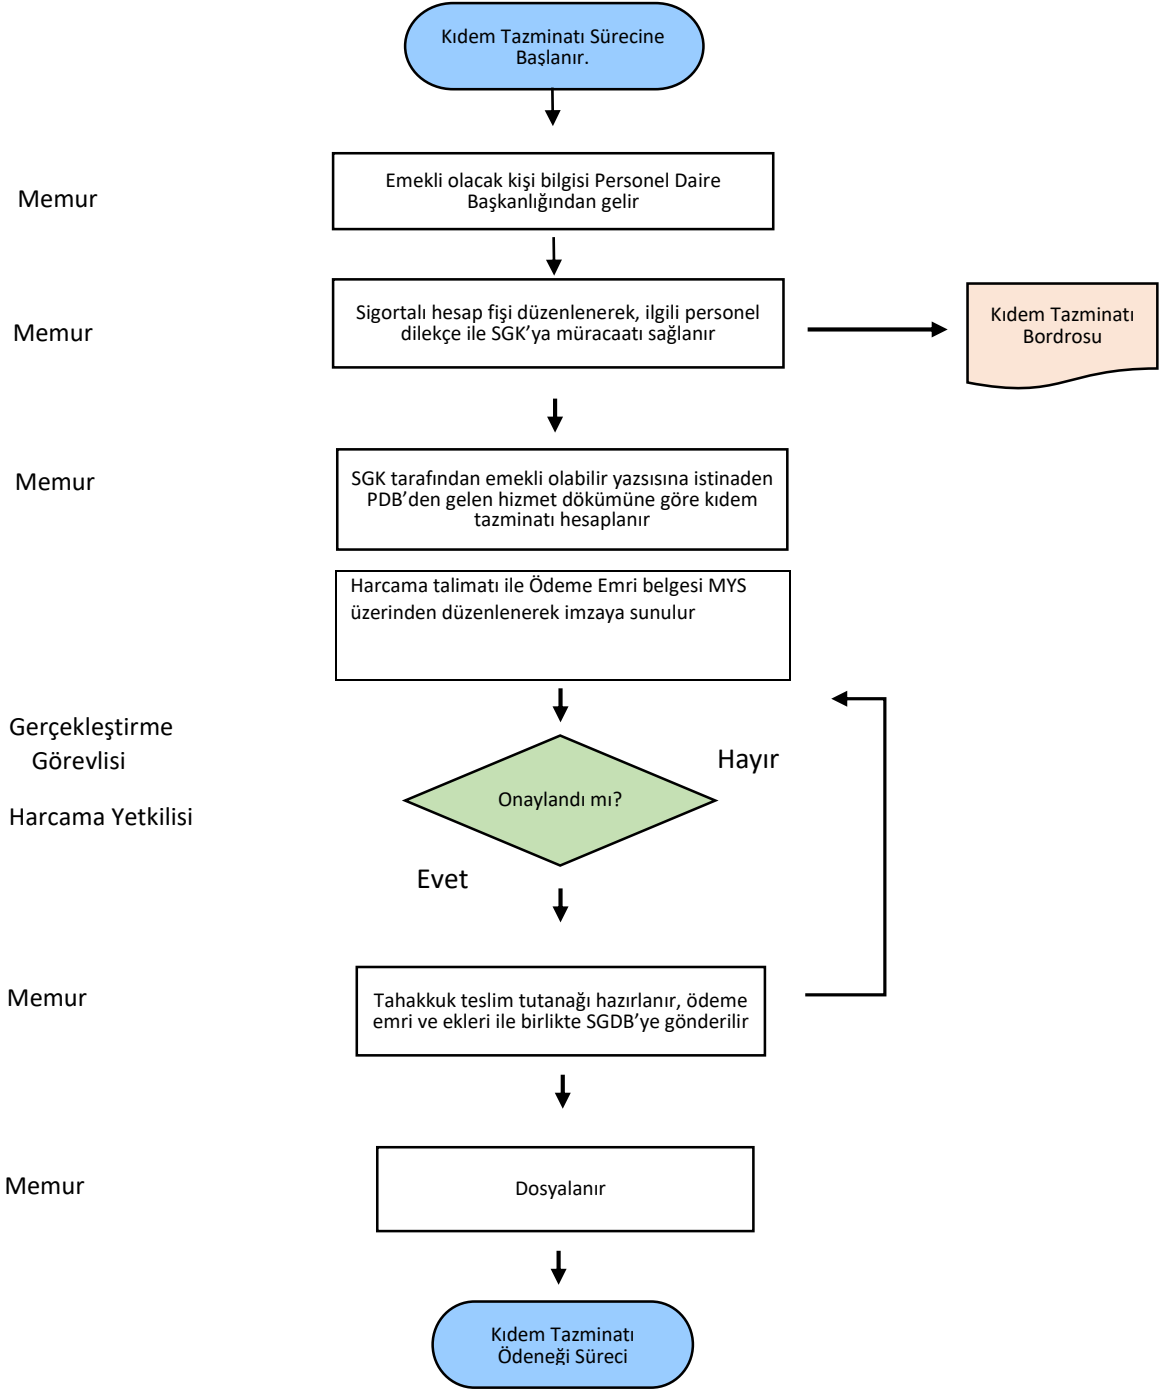 Kıdem Tazminatı Sürecine
Başlanır.
Memur
Emekli olacak kişi bilgisi Personel Daire
Başkanlığından gelir
Memur
Sigortalı hesap fişi düzenlenerek, ilgili personel
dilekçe ile SGK’ya müracaatı sağlanır
Kıdem Tazminatı
Bordrosu
Memur
SGK tarafından emekli olabilir yazsısına istinaden
PDB’den gelen hizmet dökümüne göre kıdem
tazminatı hesaplanır
Harcama talimatı ile Ödeme Emri belgesi MYS
üzerinden düzenlenerek imzaya sunulur
Gerçekleştirme
Görevlisi
Harcama Yetkilisi
Hayır
Onaylandı mı?
Evet
Memur
Tahakkuk teslim tutanağı hazırlanır, ödeme
emri ve ekleri ile birlikte SGDB’ye gönderilir
Memur
Dosyalanır
Kıdem Tazminatı
Ödeneği Süreci